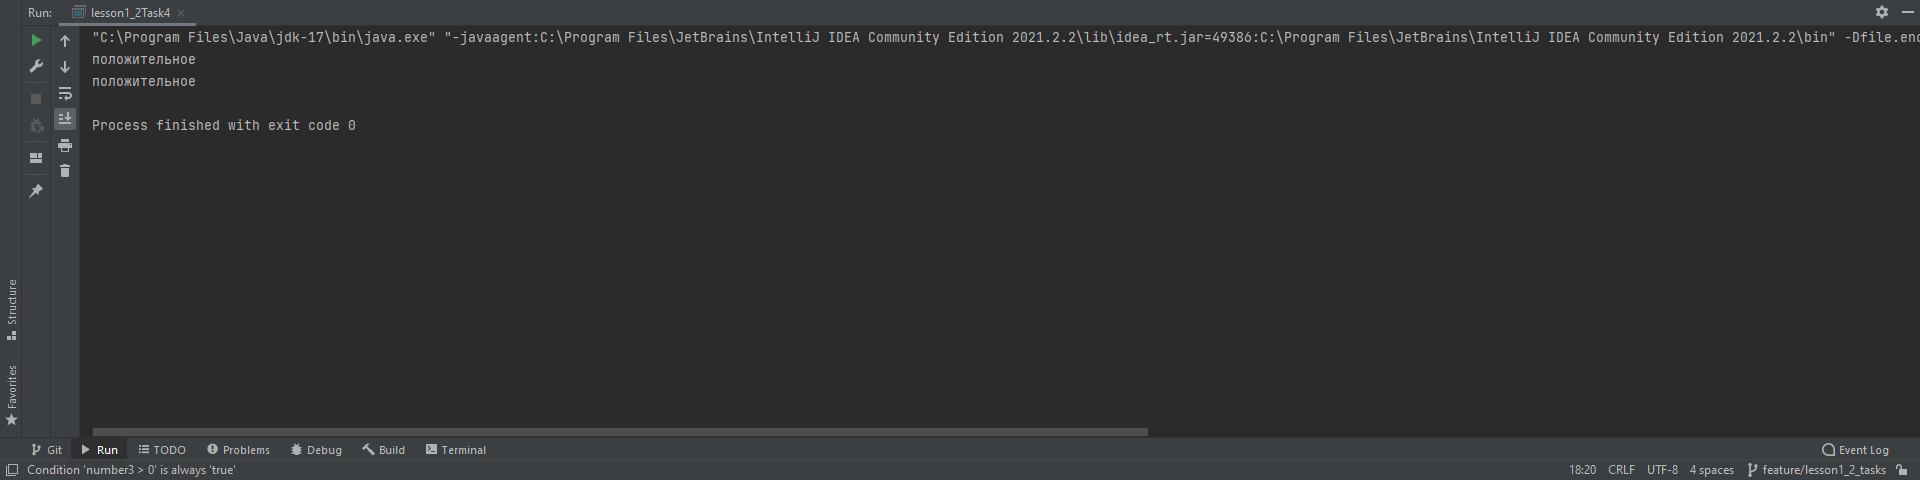 Run: lesson1_2Task4
"C:\Program Files\Java\jdk-17\bin\java.exe" "-javaagent:C:\Program Files\JetBrains\IntelliJ IDEA Community Edition 2021.2.2\lib\idea_rt.jar=49386:C:\Program Files\JetBrains\IntelliJ IDEA Community Edition 2021.2.2\bin" -Dfile.enc
положительное
положительное
Process finished with exit code 0
Structure
Favorites
Git Run TODO Problems Debug Build Terminal Event Log
Condition 'number3 > 0' is always 'true' 18:20 CRLF UTF-8 4 spaces feature/lesson1_2_tasks